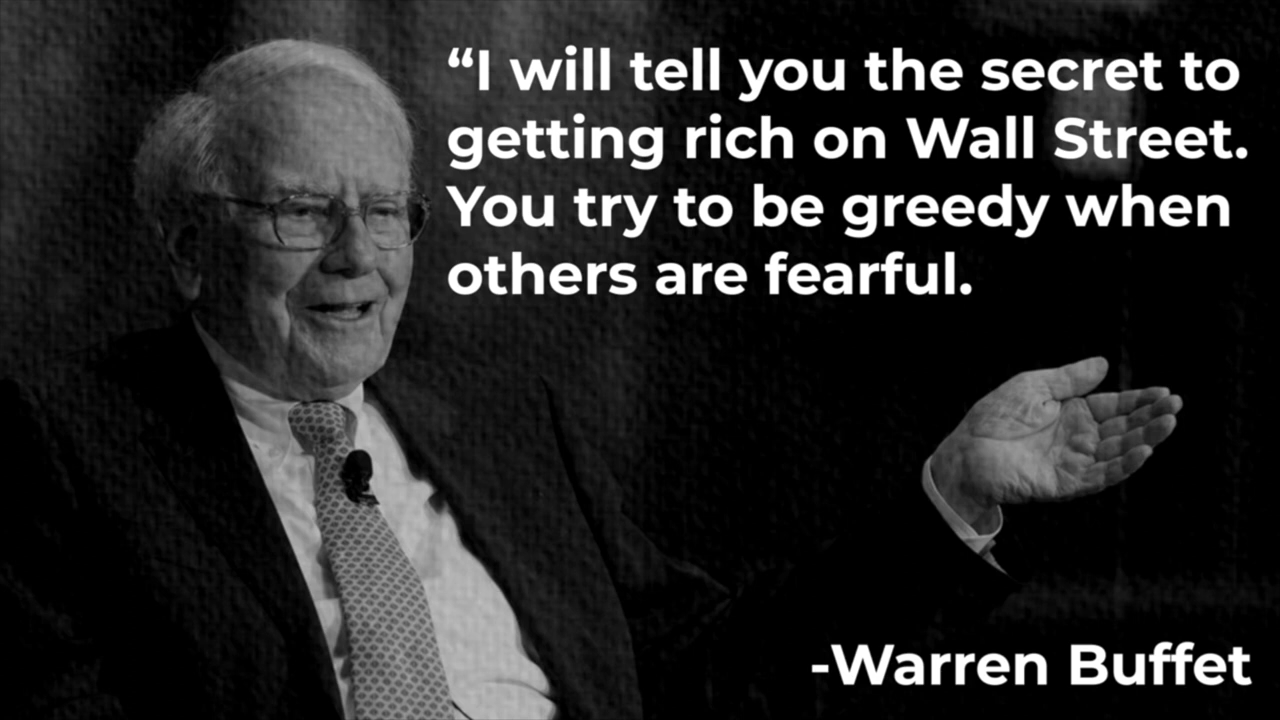 “I will tell you the secret to
getting rich on Wall Street.
You try to be greedy when
others are fearful.
-Warren Buffet